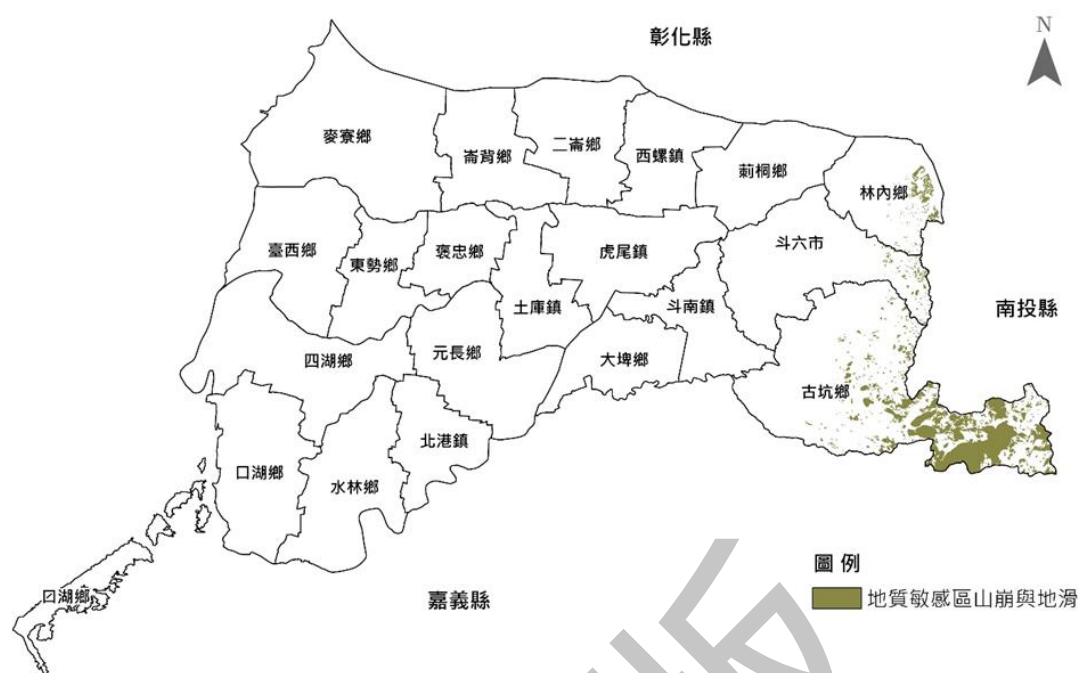 N
彰化縣
麥寮鄉
崙背鄉
二崙鄉
西螺鎮
莿桐鄉
林內鄉
臺西鄉
東勢鄉
褒忠鄉
虎尾鎮
斗六市
土庫鎮
斗南鎮
南投縣
四湖鄉
元長鄉
大埤鄉
古坑鄉
北港鎮
口湖鄉
水林鄉
口湖鄉
嘉義縣
圖例
地質敏感區山崩與地滑
版